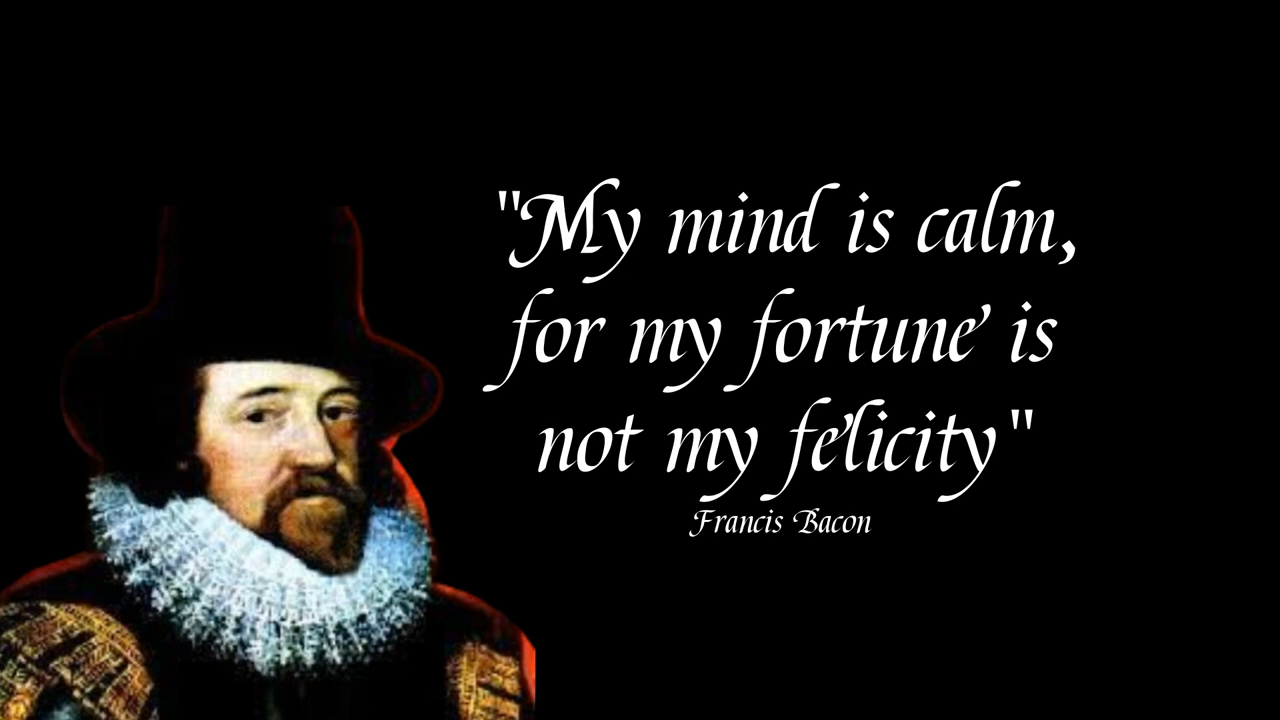 "My mind is calm,
for my fortune is
not my felicity"
Francis Bacon